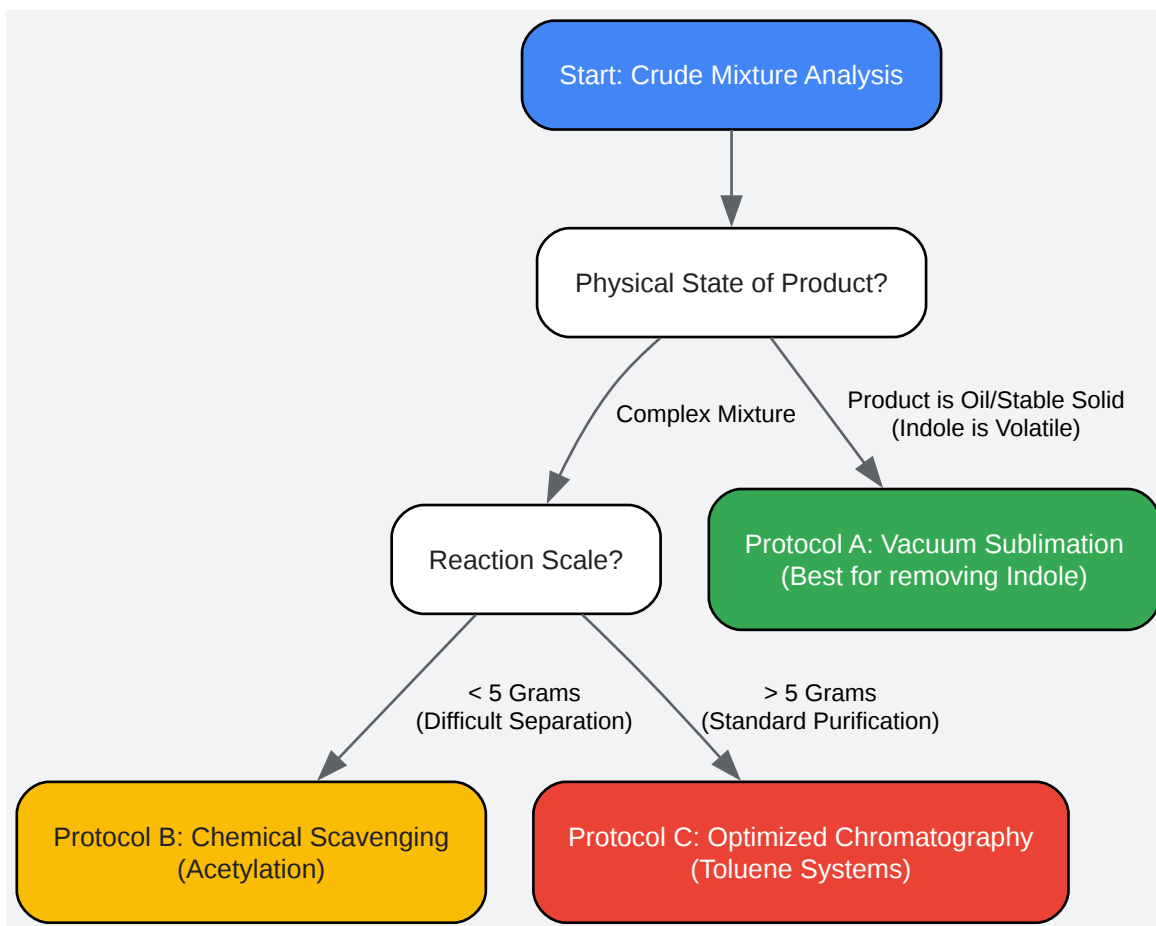 Start: Crude Mixture Analysis
Physical State of Product?
Complex Mixture
Product is Oil/Stable Solid
(Indole is Volatile)
Reaction Scale?
Protocol A: Vacuum Sublimation
(Best for removing Indole)
< 5 Grams
(Difficult Separation)
> 5 Grams
(Standard Purification)
Protocol B: Chemical Scavenging
(Acetylation)
Protocol C: Optimized Chromatography
(Toluene Systems)